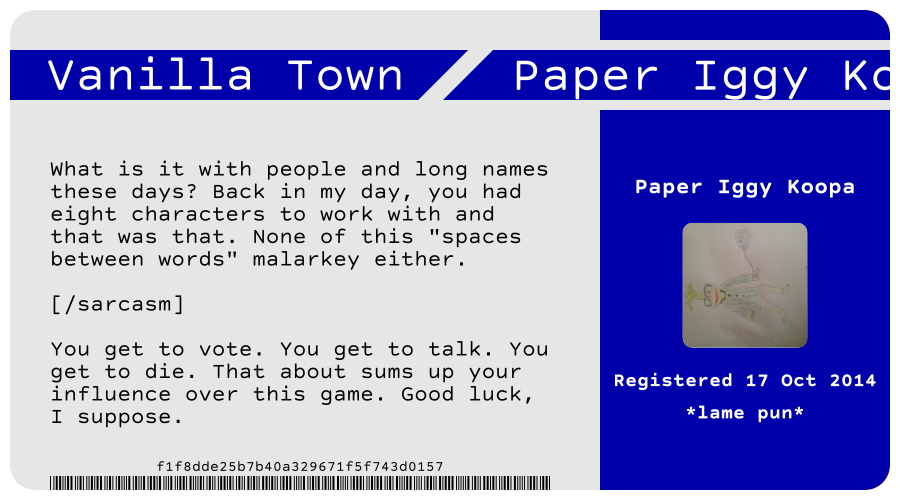 Vanilla Town
Paper Iggy Ko
What is it with people and long names
these days? Back in my day, you had
eight characters to work with and
that was that. None of this "spaces
between words" malarkey either.
[/sarcasm]
You get to vote. You get to talk. You
get to die. That about sums up your
influence over this game. Good luck,
I suppose.
f1f8dde25b7b40a329671f5f743d0157
Paper Iggy Koopa
Registered 17 Oct 2014
*lame pun*